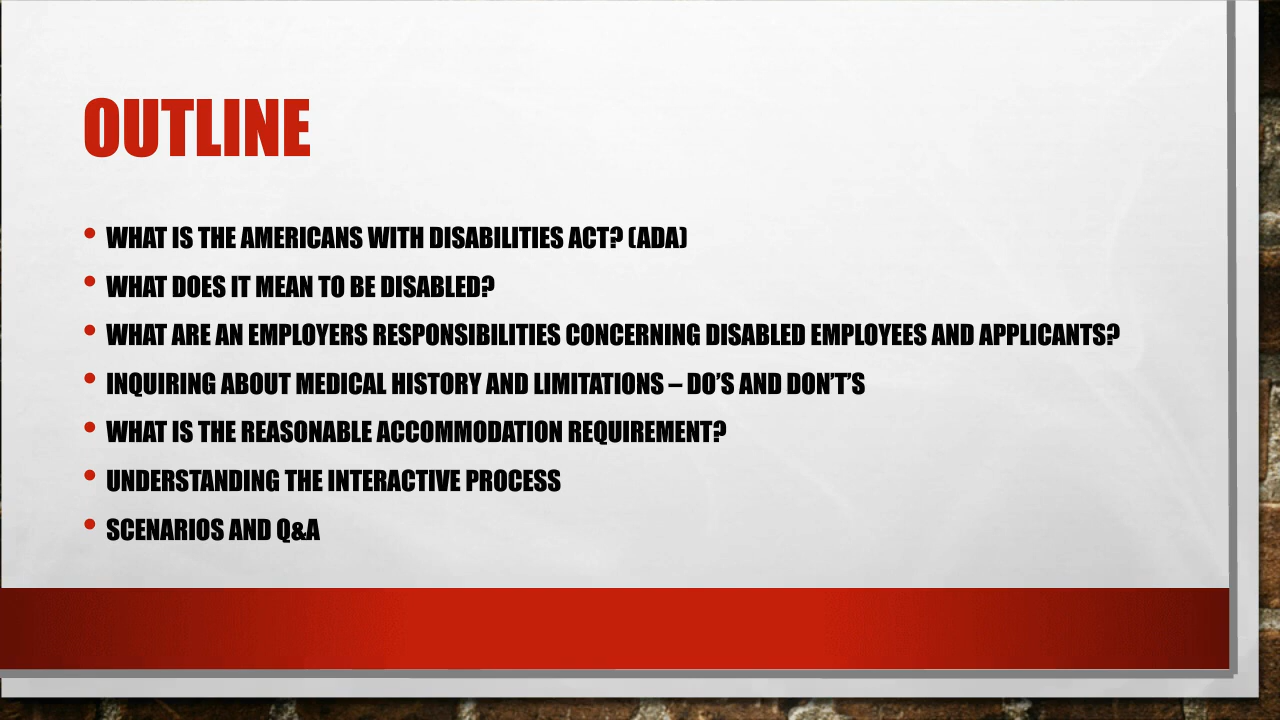 OUTLINE
• WHAT IS THE AMERICANS WITH DISABILITIES ACT? (ADA)
• WHAT DOES IT MEAN TO BE DISABLED?
• WHAT ARE AN EMPLOYERS RESPONSIBILITIES CONCERNING DISABLED EMPLOYEES AND APPLICANTS?
• INQUIRING ABOUT MEDICAL HISTORY AND LIMITATIONS – DO’S AND DON’T’S
• WHAT IS THE REASONABLE ACCOMMODATION REQUIREMENT?
• UNDERSTANDING THE INTERACTIVE PROCESS
• SCENARIOS AND Q&A